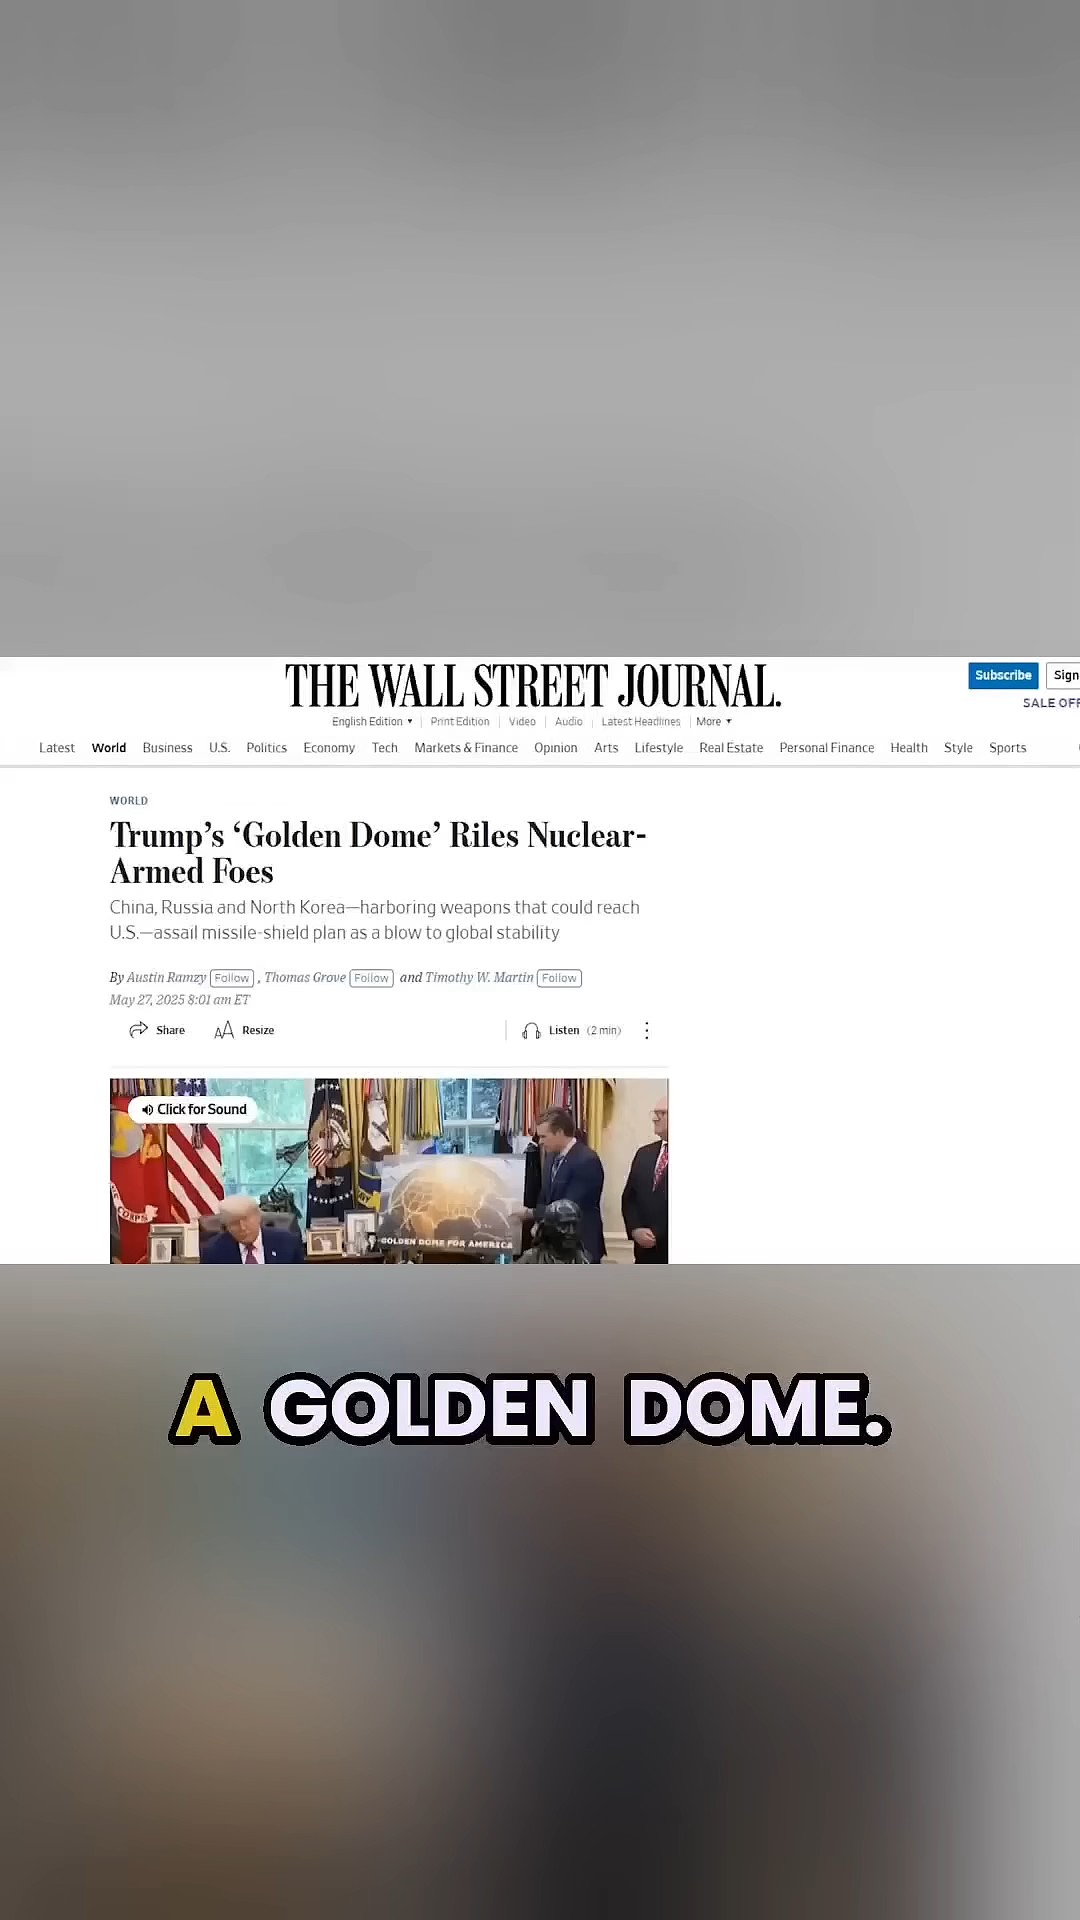 THE WALL STREET JOURNAL.
Subscribe
Sign
SALE OFF
English Edition ▾ | Print Edition | Video | Audio | Latest Headlines | More ▾
Latest World Business U.S. Politics Economy Tech Markets & Finance Opinion Arts Lifestyle Real Estate Personal Finance Health Style Sports
WORLD
Trump’s ‘Golden Dome’ Riles Nuclear-
Armed Foes
China, Russia and North Korea—harboring weapons that could reach
U.S.—assail missile-shield plan as a blow to global stability
By Austin Ramzy Follow , Thomas Grove Follow and Timothy W. Martin Follow
May 27, 2025 8:01 am ET
Share AA Resize Listen (2 min)
Click for Sound
CORPS
GOLDEN DOME FOR AMERICA
A GOLDEN DOME.